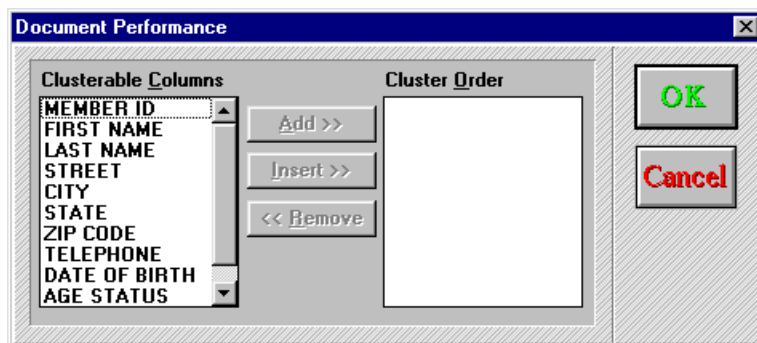 Document Performance
Clusterable Columns
MEMBER ID
FIRST NAME
LAST NAME
STREET
CITY
STATE
ZIP CODE
TELEPHONE
DATE OF BIRTH
AGE STATUS
Add >>
Insert >>
<< Remove
Cluster Order
OK
Cancel